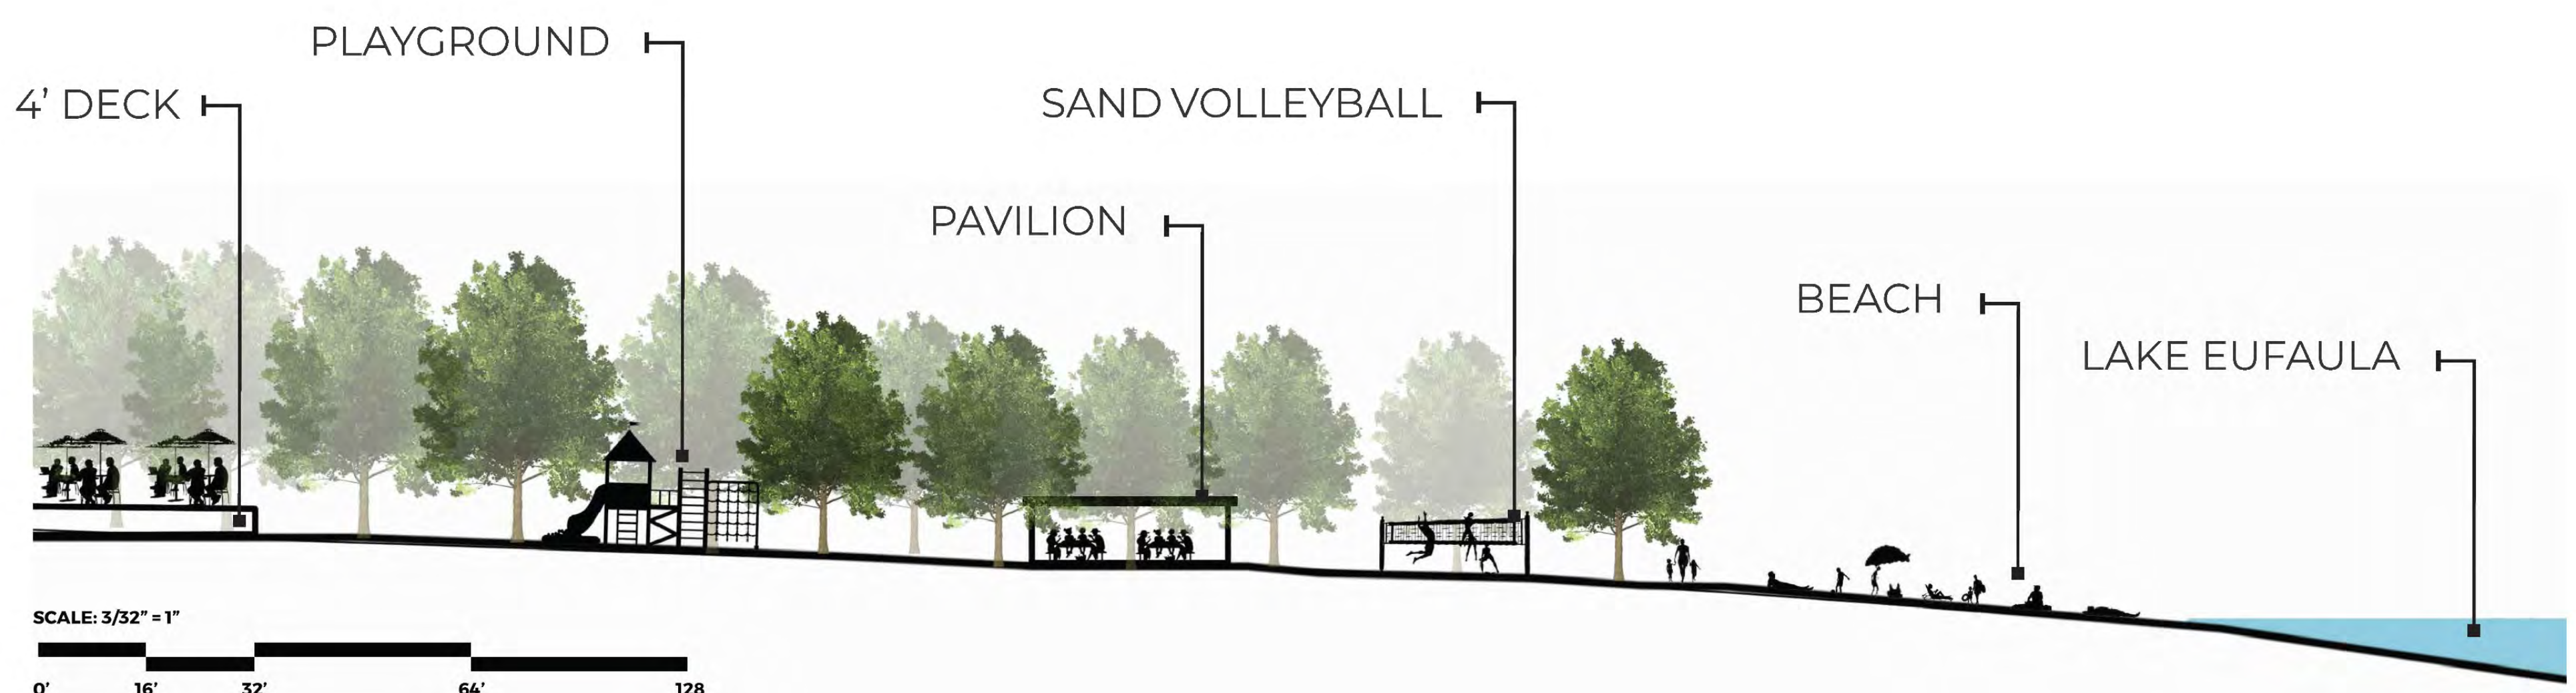 PLAYGROUND
4’ DECK
SAND VOLLEYBALL
PAVILION
BEACH
LAKE EUFAULA
SCALE: 3/32” = 1”
0’ 16’ 32’ 64’ 128